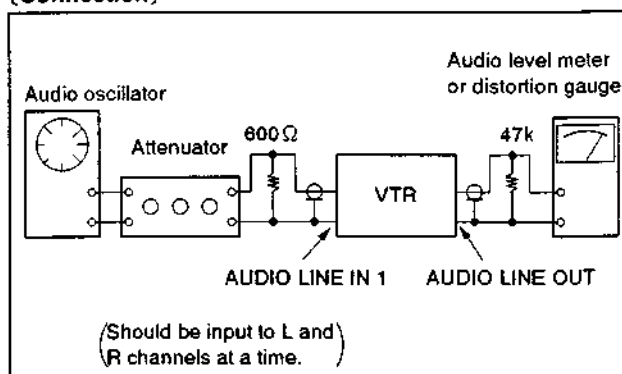 [Connection]
Audio level meter
or distortion gauge
Audio oscillator
600Ω
47k
Attenuator
VTR
AUDIO LINE IN 1
AUDIO LINE OUT
(Should be input to L and
R channels at a time.)